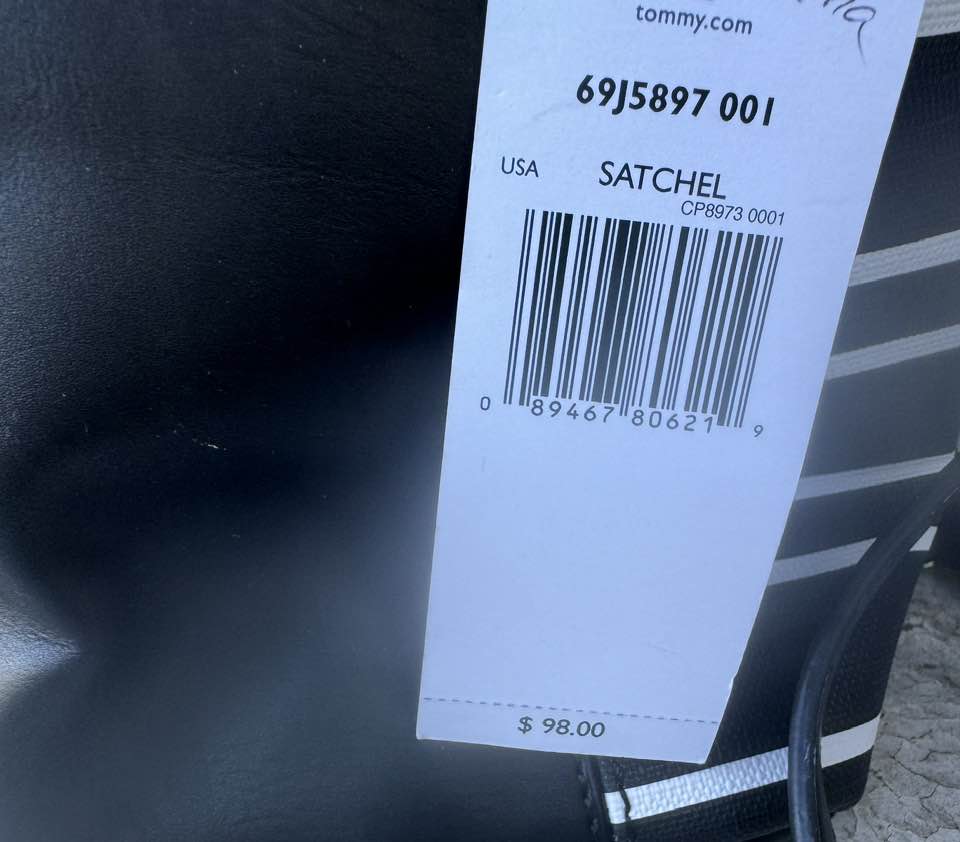 tommy.com
69J5897 001
USA SATCHEL
CP8973 0001
0 89467 80621 9
$ 98.00